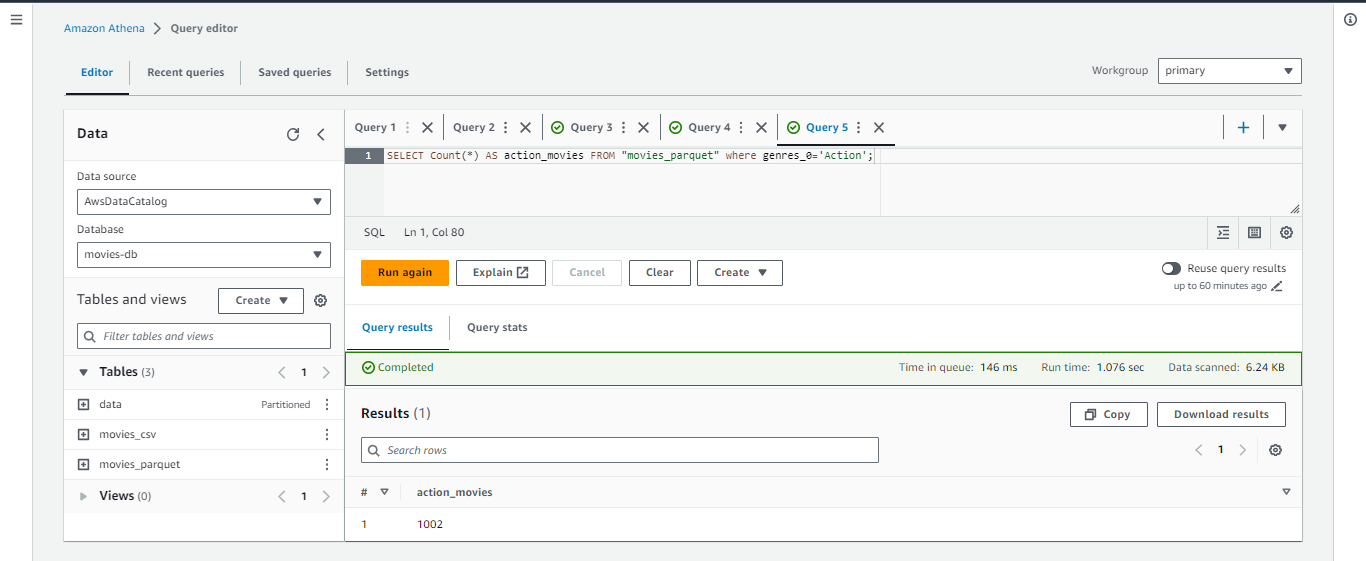 Amazon Athena > Query editor
Editor Recent queries Saved queries Settings
Workgroup primary
Data
Data source
AwsDataCatalog
Database
movies-db
Tables and views Create
Filter tables and views
Tables (3) 1
data Partitioned
movies_csv
movies_parquet
Views (0) 1
Query 1 Query 2 Query 3 Query 4 Query 5
1 SELECT Count(*) AS action_movies FROM "movies_parquet" where genres_0='Action';
SQL Ln 1, Col 80
Run again Explain Cancel Clear Create
Reuse query results
up to 60 minutes ago
Query results Query stats
Completed Time in queue: 146 ms Run time: 1.076 sec Data scanned: 6.24 KB
Results (1) Copy Download results
Search rows 1
# action_movies
1 1002